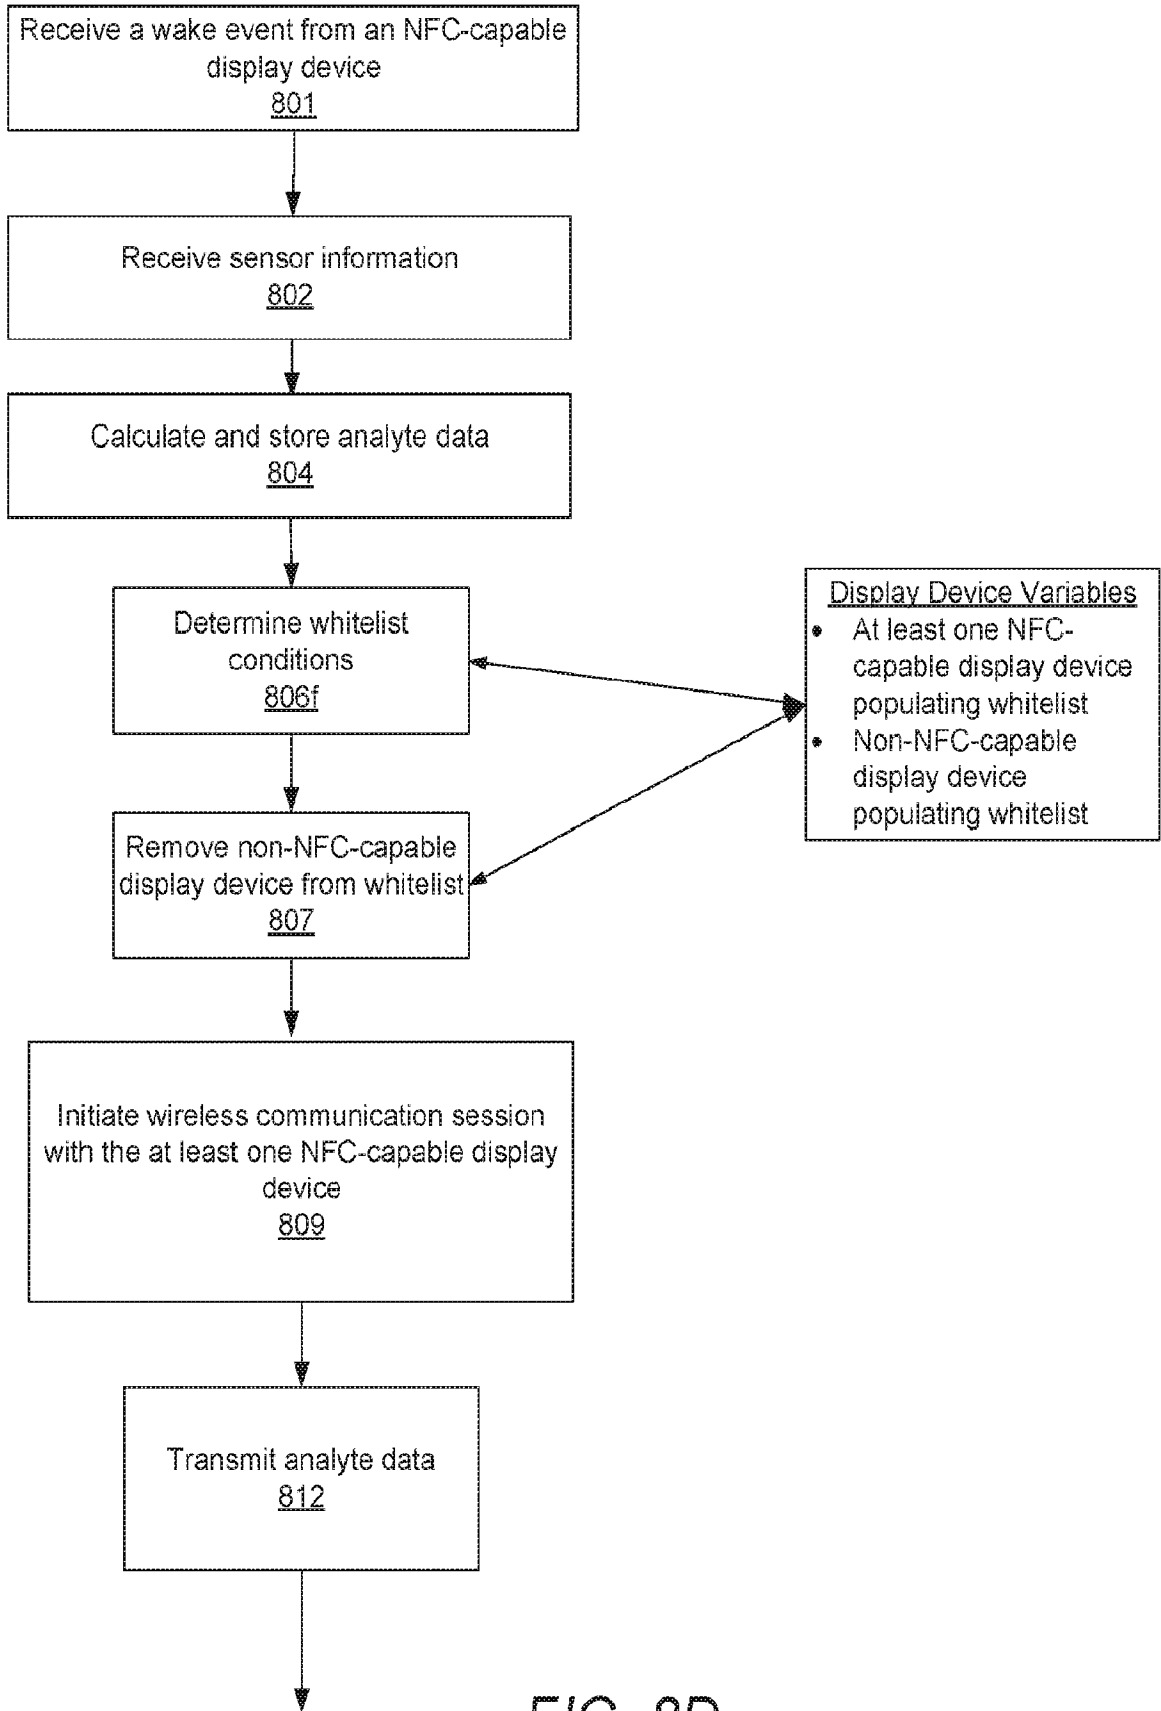 Receive a wake event from an NFC-capable
display device
801
Receive sensor information
802
Calculate and store analyte data
804
Determine whitelist
conditions
806f
Display Device Variables
• At least one NFC-
capable display device
populating whitelist
• Non-NFC-capable
display device
populating whitelist
Remove non-NFC-capable
display device from whitelist
807
Initiate wireless communication session
with the at least one NFC-capable display
device
809
Transmit analyte data
812
FIG.